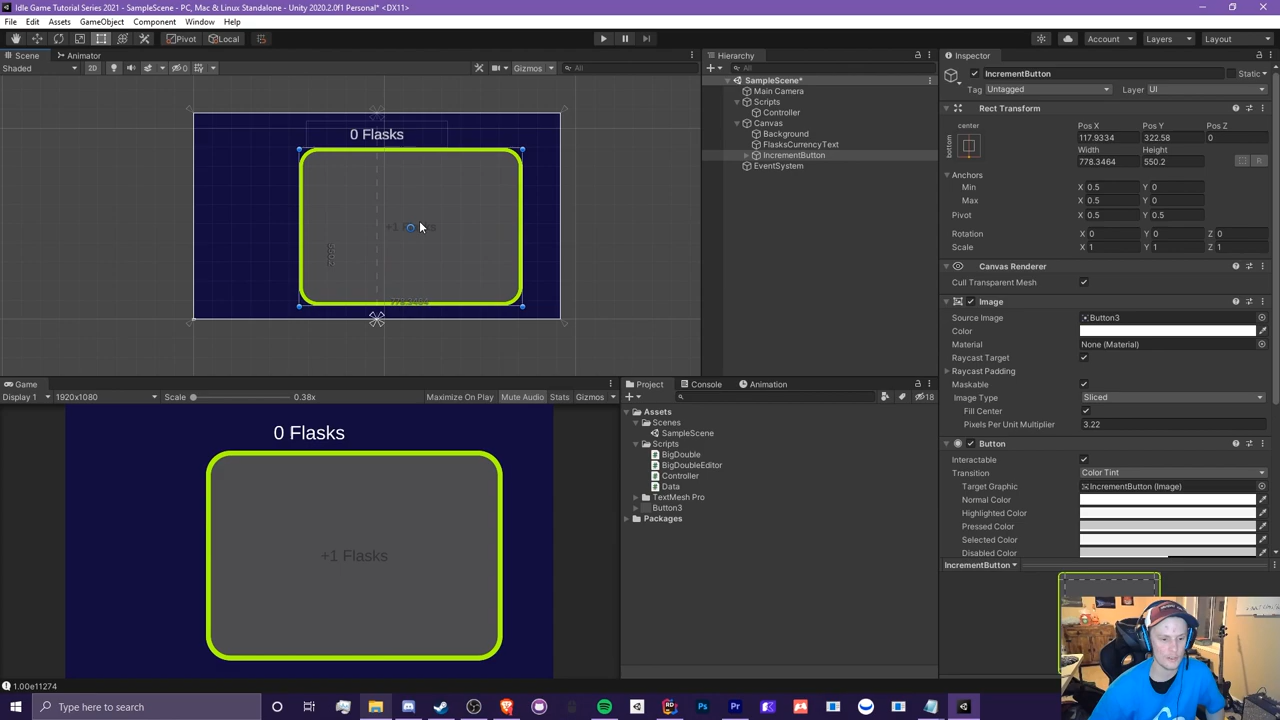 Idle Game Tutorial Series 2021 - SampleScene - PC, Mac & Linux Standalone - Unity 2020.2.0f1 Personal* <DX11>
File Edit Assets GameObject Component Window Help
Pivot Local Account Layers Layout
Scene Animator
Shaded 2D 0 Gizmos All
0 Flasks
778.3464
Game
Display 1 1920x1080 Scale 0.38x Maximize On Play Mute Audio Stats Gizmos
0 Flasks
+1 Flasks
1.00e11274
Hierarchy
All
SampleScene*
Main Camera
Scripts
Controller
Canvas
Background
FlasksCurrencyText
IncrementButton
EventSystem
Project Console Animation
18
Assets
Scenes
SampleScene
Scripts
BigDouble
BigDoubleEditor
Controller
Data
TextMesh Pro
Button3
Packages
Inspector
IncrementButton Static
Tag Untagged Layer UI
Rect Transform
center Pos X Pos Y Pos Z
bottom 117.9334 322.58 0
Width Height
778.3464 550.2 R
Anchors
Min X 0.5 Y 0
Max X 0.5 Y 0
Pivot X 0.5 Y 0.5
Rotation X 0 Y 0 Z 0
Scale X 1 Y 1 Z 1
Canvas Renderer
Cull Transparent Mesh
Image
Source Image Button3
Color
Material None (Material)
Raycast Target
Raycast Padding
Maskable
Image Type Sliced
Fill Center
Pixels Per Unit Multiplier 3.22
Button
Interactable
Transition Color Tint
Target Graphic IncrementButton (Image)
Normal Color
Highlighted Color
Pressed Color
Selected Color
Disabled Color
IncrementButton
Type here to search